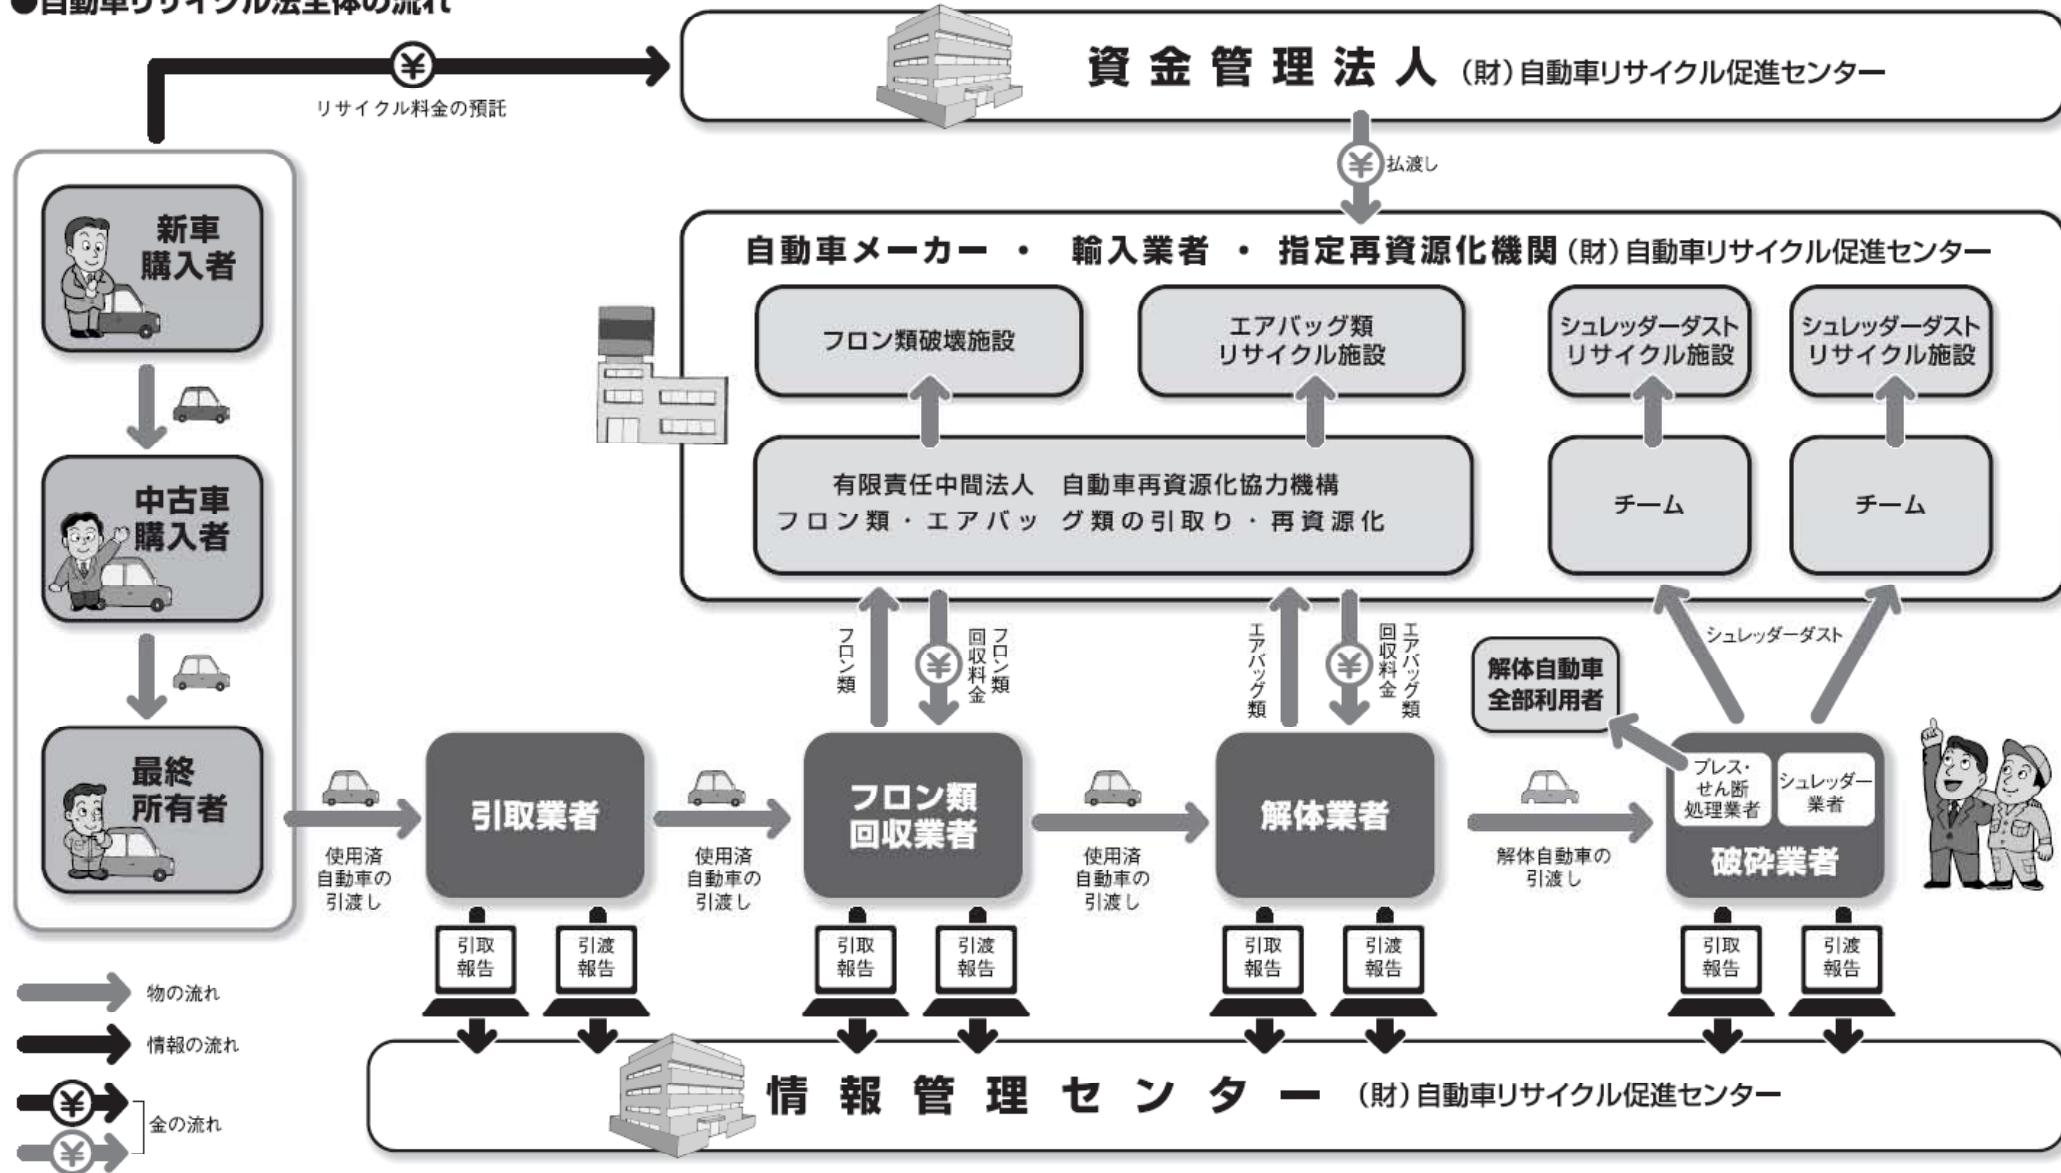 ●自動車リサイクル法全体の流れ
¥
リサイクル料金の預託
資金管理法人 (財)自動車リサイクル促進センター
¥
払渡し
新車
購入者
中古車
購入者
最終
所有者
自動車メーカー・輸入業者・指定再資源化機関(財)自動車リサイクル促進センター
フロン類破壊施設
エアバッグ類
リサイクル施設
シュレッダーダスト
リサイクル施設
シュレッダーダスト
リサイクル施設
有限責任中間法人 自動車再資源化協力機構
フロン類・エアバッグ類の引取り・再資源化
チーム
チーム
フロン類
¥
フロン類
回収料金
エアバッグ類
¥
エアバッグ類
回収料金
シュレッダーダスト
解体自動車
全部利用者
使用済
自動車の
引渡し
引取業者
使用済
自動車の
引渡し
フロン類
回収業者
使用済
自動車の
引渡し
解体業者
解体自動車の
引渡し
プレス・
せん断
処理業者
シュレッダー
業者
破砕業者
引取
報告
引渡
報告
引取
報告
引渡
報告
引取
報告
引渡
報告
引取
報告
引渡
報告
物の流れ
情報の流れ
¥
¥
金の流れ
情報管理センター (財)自動車リサイクル促進センター